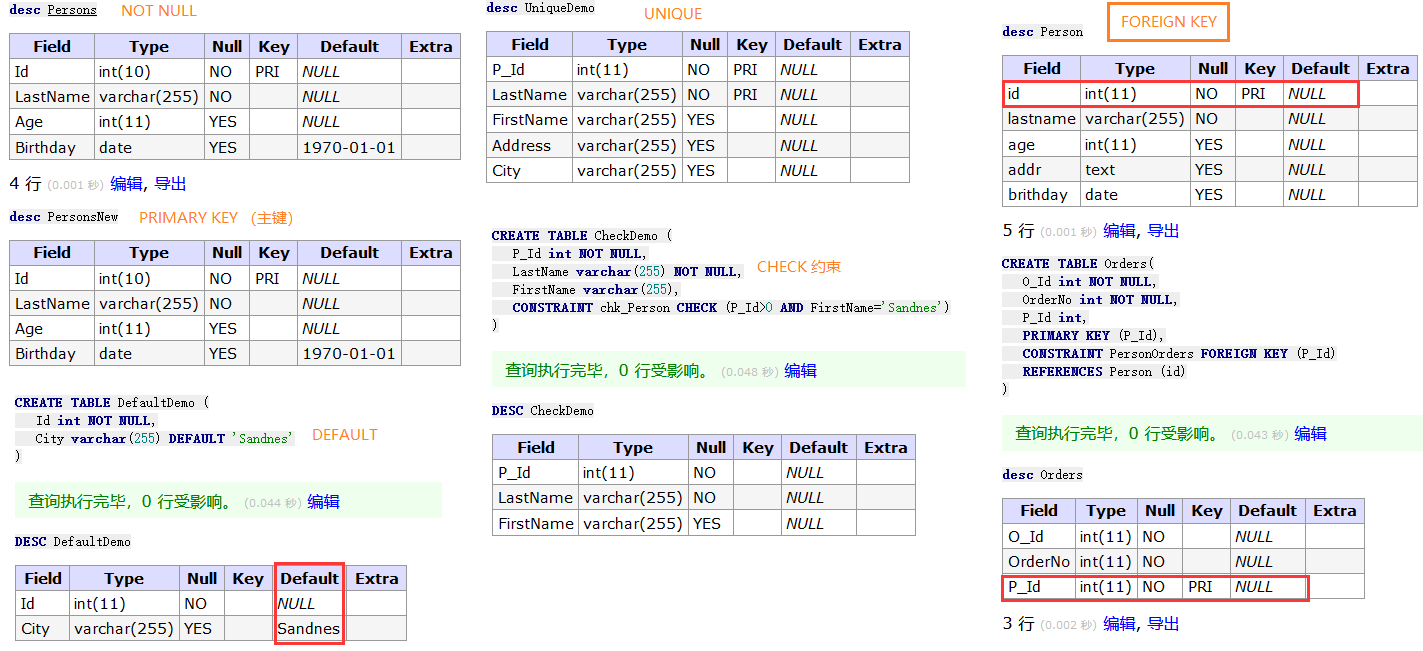 desc Persons NOT NULL
Field Type Null Key Default Extra
Id int(10) NO PRI NULL
LastName varchar(255) NO NULL
Age int(11) YES NULL
Birthday date YES 1970-01-01
4 行 (0.001 秒) 编辑, 导出
desc PersonsNew PRIMARY KEY (主键)
Field Type Null Key Default Extra
Id int(10) NO PRI NULL
LastName varchar(255) NO NULL
Age int(11) YES NULL
Birthday date YES 1970-01-01
CREATE TABLE DefaultDemo (
Id int NOT NULL,
City varchar(255) DEFAULT 'Sandnes' DEFAULT
)
查询执行完毕，0 行受影响。 (0.044 秒) 编辑
DESC DefaultDemo
Field Type Null Key Default Extra
Id int(11) NO NULL
City varchar(255) YES Sandnes
desc UniqueDemo UNIQUE
Field Type Null Key Default Extra
P_Id int(11) NO PRI NULL
LastName varchar(255) NO PRI NULL
FirstName varchar(255) YES NULL
Address varchar(255) YES NULL
City varchar(255) YES NULL
CREATE TABLE CheckDemo (
P_Id int NOT NULL,
LastName varchar(255) NOT NULL, CHECK 约束
FirstName varchar(255),
CONSTRAINT chk_Person CHECK (P_Id>0 AND FirstName='Sandnes')
)
查询执行完毕，0 行受影响。 (0.048 秒) 编辑
DESC CheckDemo
Field Type Null Key Default Extra
P_Id int(11) NO NULL
LastName varchar(255) NO NULL
FirstName varchar(255) YES NULL
desc Person FOREIGN KEY
Field Type Null Key Default Extra
id int(11) NO PRI NULL
lastname varchar(255) NO NULL
age int(11) YES NULL
addr text YES NULL
brithday date YES NULL
5 行 (0.001 秒) 编辑, 导出
CREATE TABLE Orders(
O_Id int NOT NULL,
OrderNo int NOT NULL,
P_Id int,
PRIMARY KEY (P_Id),
CONSTRAINT PersonOrders FOREIGN KEY (P_Id)
REFERENCES Person (id)
)
查询执行完毕，0 行受影响。 (0.043 秒) 编辑
desc Orders
Field Type Null Key Default Extra
O_Id int(11) NO NULL
OrderNo int(11) NO NULL
P_Id int(11) NO PRI NULL
3 行 (0.002 秒) 编辑, 导出